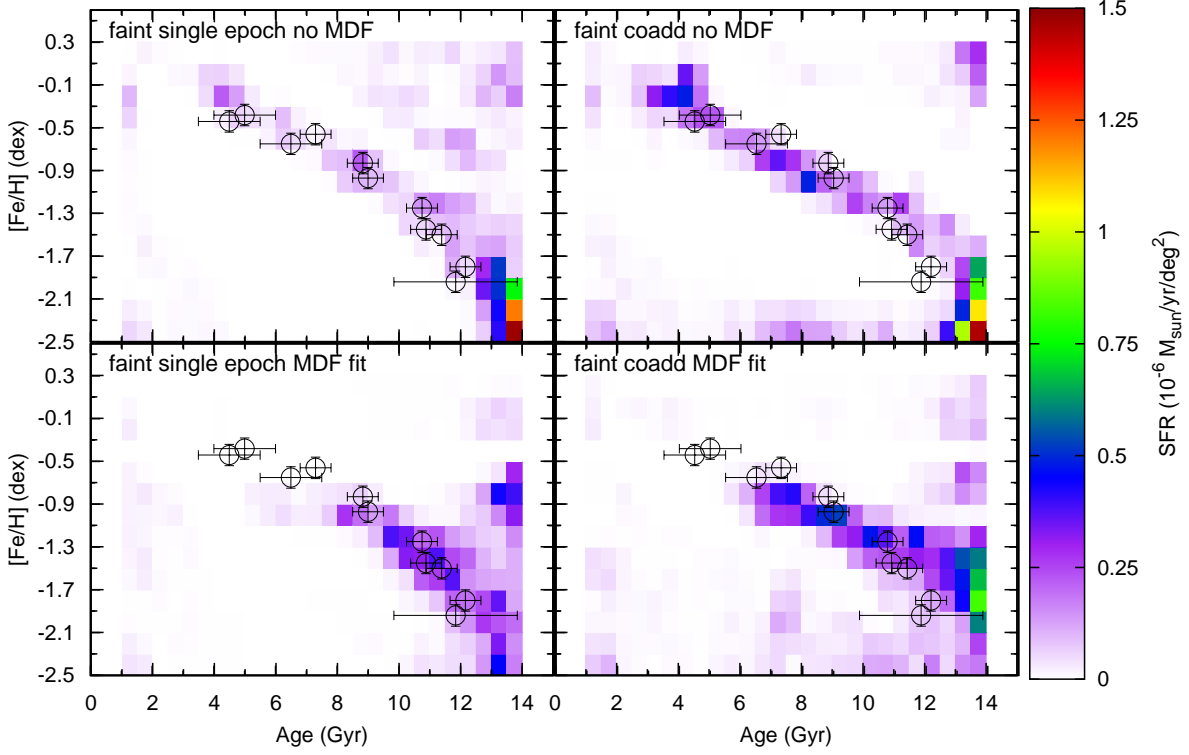 faint single epoch no MDF
faint coadd no MDF
[Fe/H] (dex)
0.3
-0.1
-0.5
-0.9
-1.3
-1.7
-2.1
-2.5
faint single epoch MDF fit
faint coadd MDF fit
[Fe/H] (dex)
0.3
-0.1
-0.5
-0.9
-1.3
-1.7
-2.1
-2.5
0 2 4 6 8 10 12 14
0 2 4 6 8 10 12 14
Age (Gyr)
Age (Gyr)
1.5
1.25
1
0.75
0.5
0.25
0
SFR (10-6 Msun/yr/deg2)